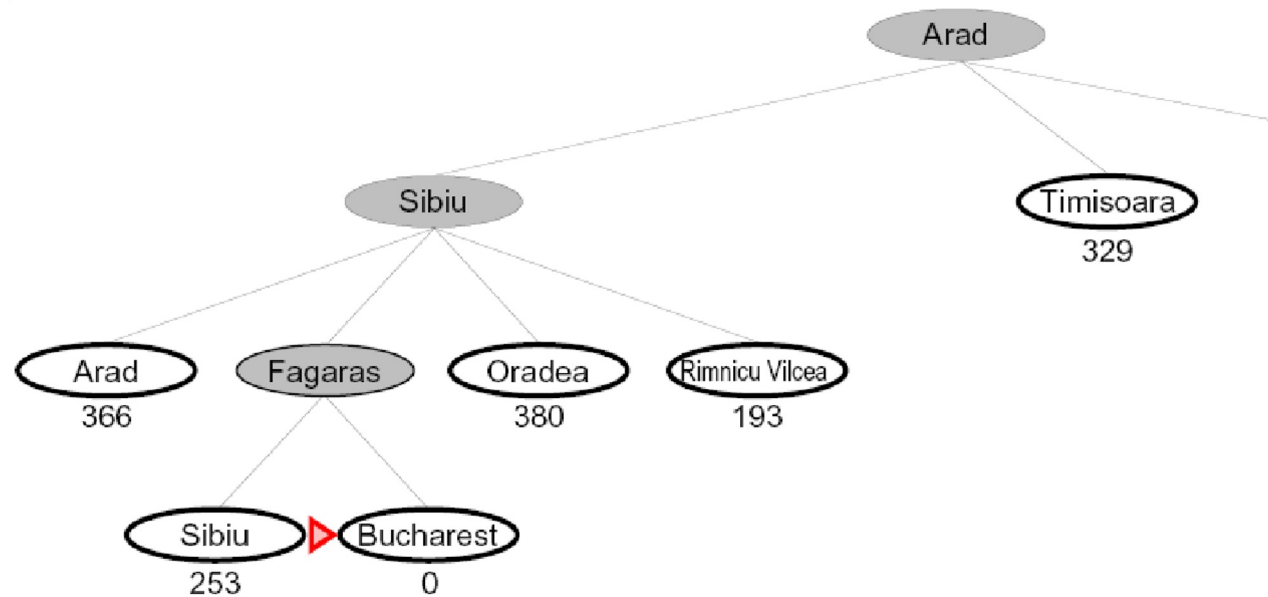 Arad
Sibiu
Timisoara
329
Arad
Fagaras
Oradea
Rimnicu Vilcea
366
380
193
Sibiu
Bucharest
253
0